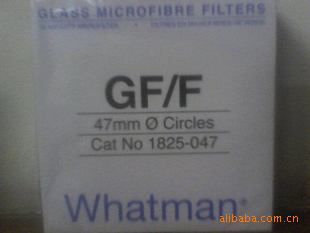 GLASS MICROFIBRE FILTERS
GF/F
47mm Ø Circles
Cat No 1825-047
Whatman®
alibaba.com.cn